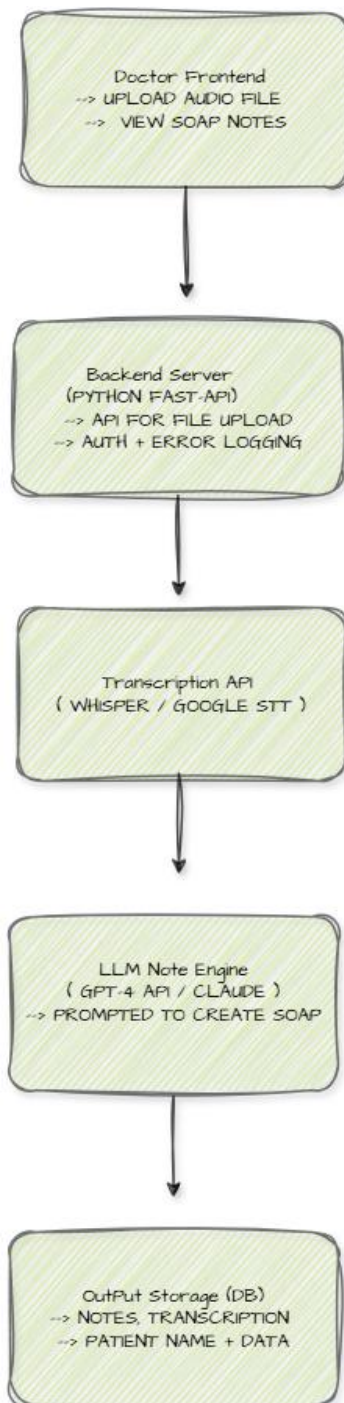 Doctor Frontend
--> UPLOAD AUDIO FILE
--> VIEW SOAP NOTES
Backend Server
(PYTHON FAST-API)
--> API FOR FILE UPLOAD
--> AUTH + ERROR LOGGING
Transcription API
( WHISPER / GOOGLE STT )
LLM Note Engine
( GPT-4 API / CLAUDE )
--> PROMPTED TO CREATE SOAP
OutPut Storage (DB)
--> NOTES, TRANSCRIPTION
--> PATIENT NAME + DATA